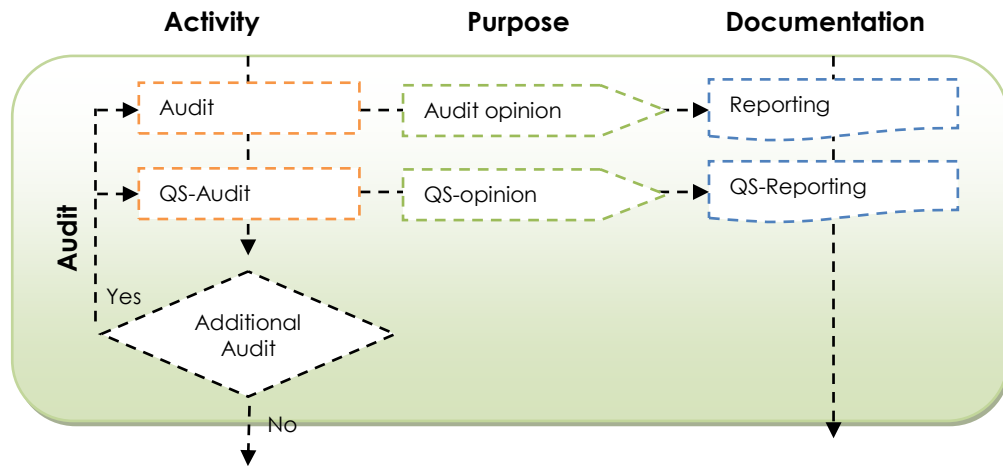 Activity
Purpose
Documentation
Audit
Audit opinion
Reporting
QS-Audit
QS-opinion
QS-Reporting
Audit
Yes
Additional
Audit
No